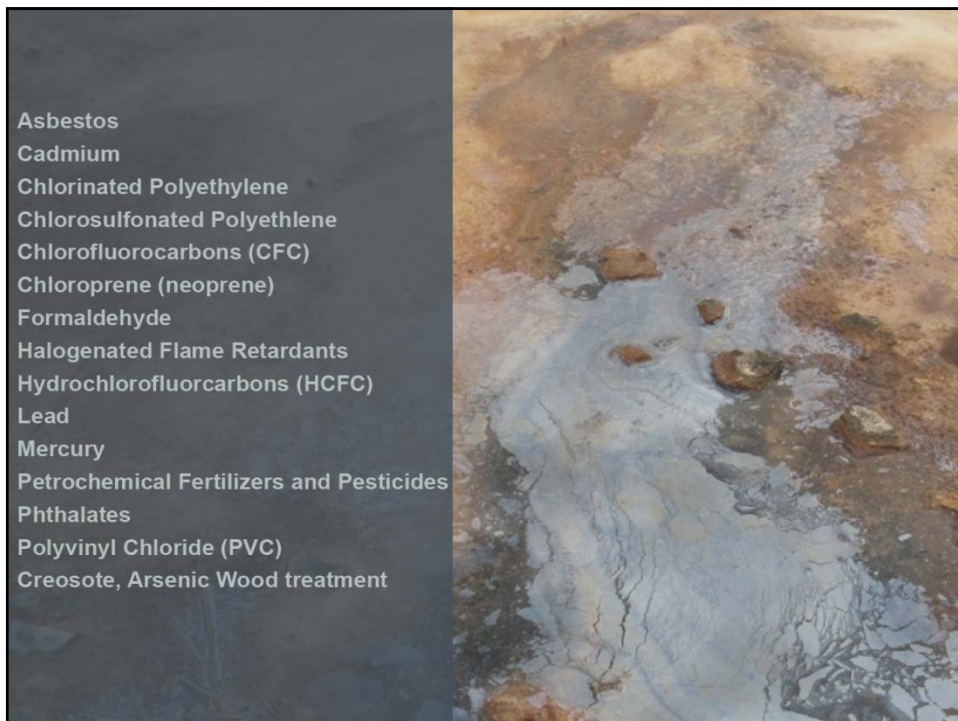 Asbestos
Cadmium
Chlorinated Polyethylene
Chlorosulfonated Polyethlene
Chlorofluorocarbons (CFC)
Chloroprene (neoprene)
Formaldehyde
Halogenated Flame Retardants
Hydrochlorofluorcarbons (HCFC)
Lead
Mercury
Petrochemical Fertilizers and Pesticides
Phthalates
Polyvinyl Chloride (PVC)
Creosote, Arsenic Wood treatment